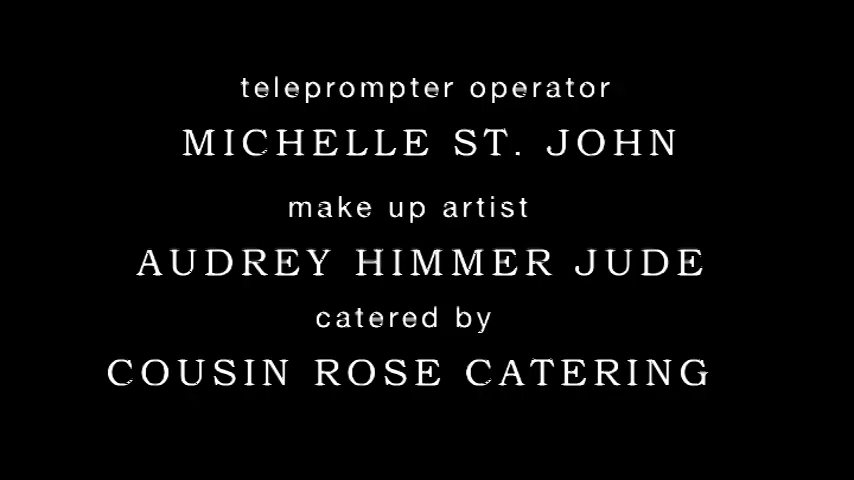 teleprompter operator
MICHELLE ST. JOHN
make up artist
AUDREY HIMMER JUDE
catered by
COUSIN ROSE CATERING